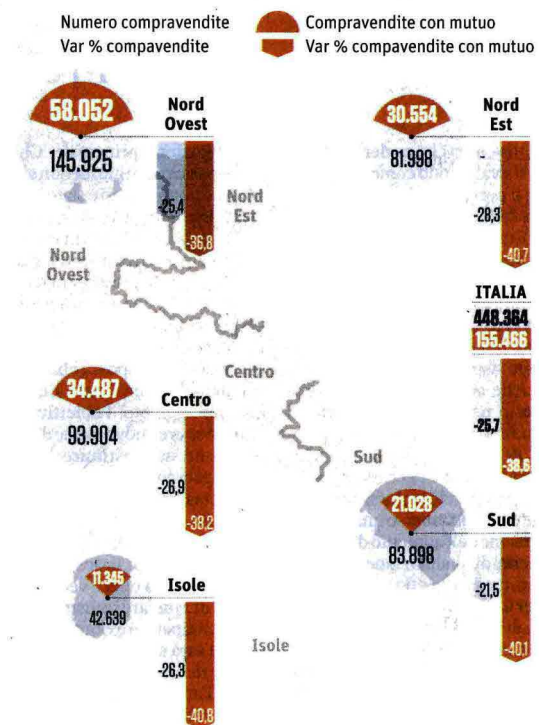 Numero compravendite
Var % compavendite
Compravendite con mutuo
Var % compavendite con mutuo
58.052
145.925
Nord
Ovest
-25,4
-36,8
30.554
81.998
Nord
Est
-28,3
-40,7
Nord
Est
Nord
Ovest
ITALIA
448.364
155.466
-25,7
-38,6
Centro
34.487
93.904
Centro
-26,9
-38,2
Sud
21.028
83.898
Sud
-21,5
-40,1
11.345
42.639
Isole
-26,3
-40,8
Isole